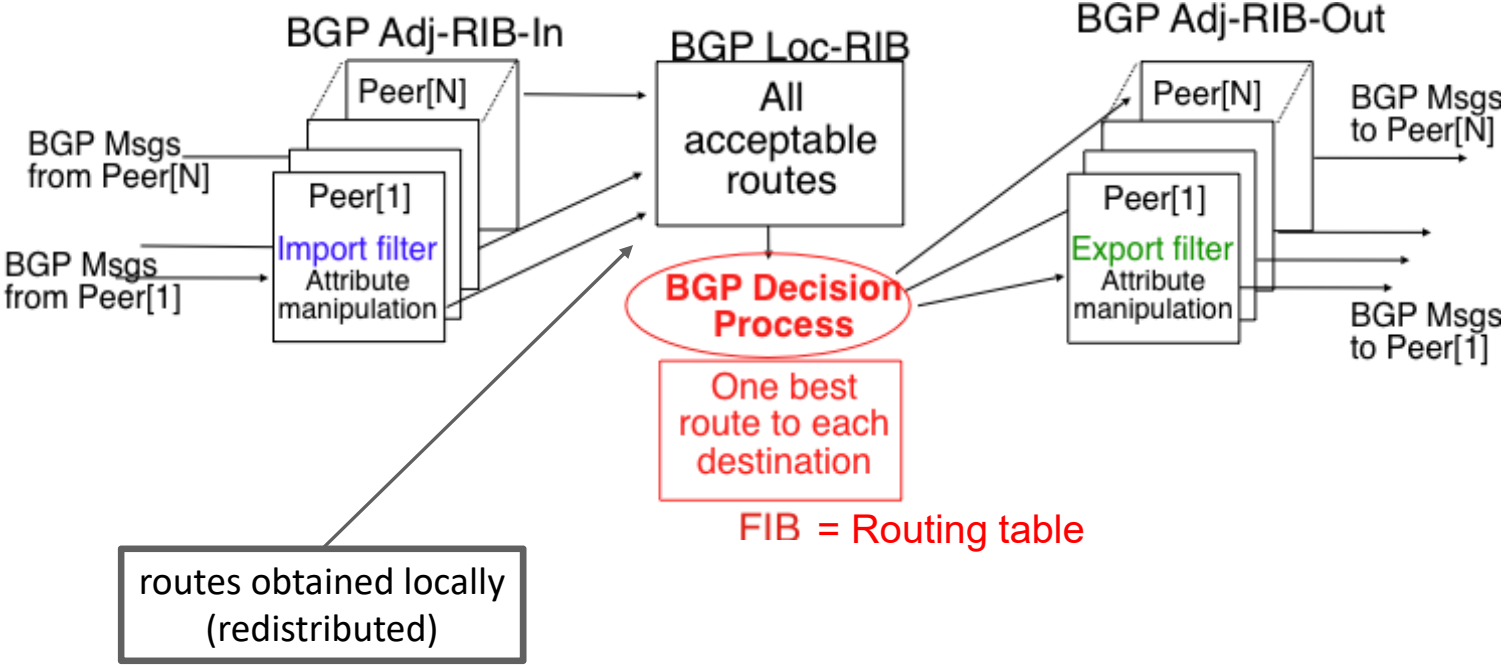 BGP Adj-RIB-In
Peer[N]
BGP Msgs
from Peer[N]
Peer[1]
Import filter
Attribute
manipulation
BGP Msgs
from Peer[1]
BGP Loc-RIB
All
acceptable
routes
BGP Decision
Process
One best
route to each
destination
FIB = Routing table
BGP Adj-RIB-Out
Peer[N]
BGP Msgs
to Peer[N]
Peer[1]
Export filter
Attribute
manipulation
BGP Msgs
to Peer[1]
routes obtained locally
(redistributed)